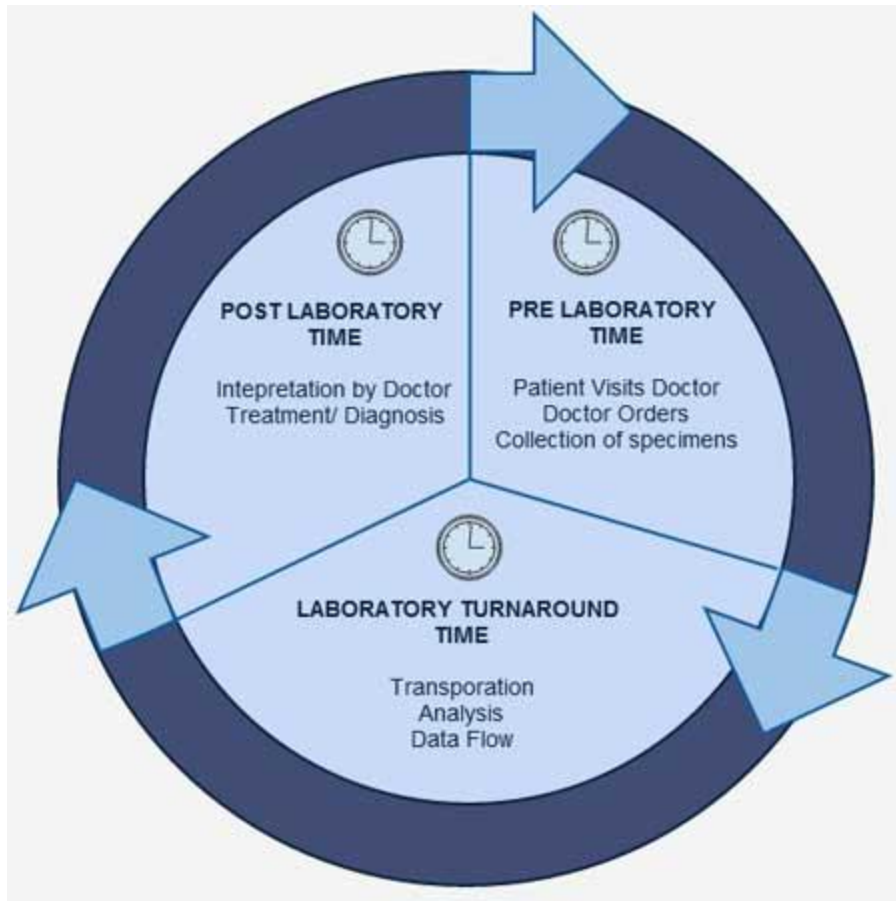 POST LABORATORY
TIME
Intepretation by Doctor
Treatment/ Diagnosis
PRE LABORATORY
TIME
Patient Visits Doctor
Doctor Orders
Collection of specimens
LABORATORY TURNAROUND
TIME
Transporation
Analysis
Data Flow